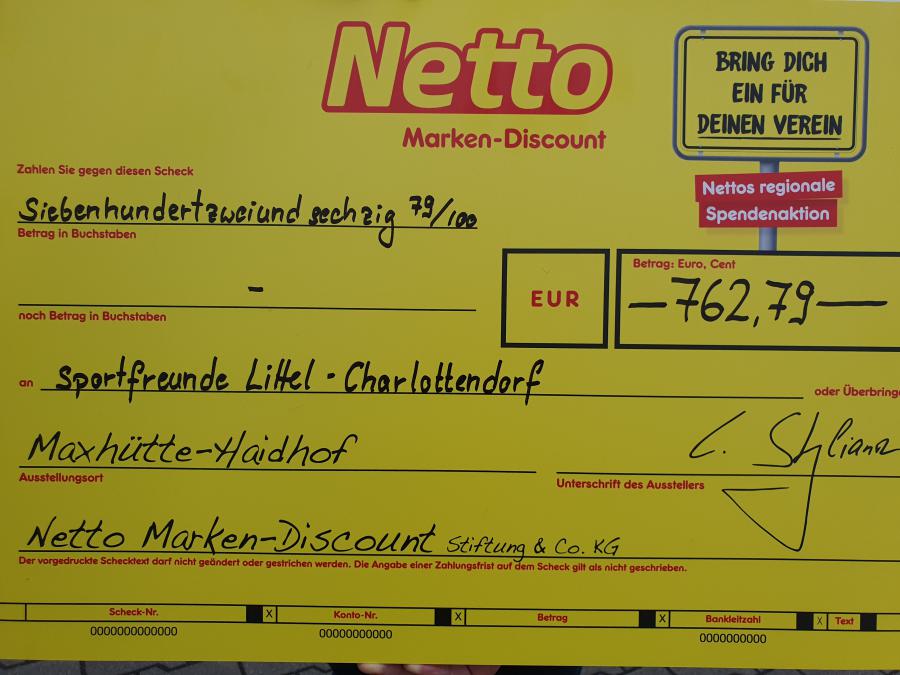 Netto
Marken-Discount
BRING DICH
EIN FÜR
DEINEN VEREIN
Nettos regionale
Spendenaktion
Zahlen Sie gegen diesen Scheck
Siebenhundertzweiund sechzig 79/100
Betrag in Buchstaben
-
noch Betrag in Buchstaben
EUR
Betrag: Euro, Cent
—762,79—
an Sportfreunde Littel - Charlottendorf oder Überbringe
Maxhütte-Haidhof
Ausstellungsort
Unterschrift des Ausstellers
Netto Marken-Discount Stiftung & Co. KG
Der vorgedruckte Schecktext darf nicht geändert oder gestrichen werden. Die Angabe einer Zahlungsfrist auf dem Scheck gilt als nicht geschrieben.
Scheck-Nr. X Konto-Nr. X Betrag X Bankleitzahl X Text
0000000000000 0000000000 0000000000